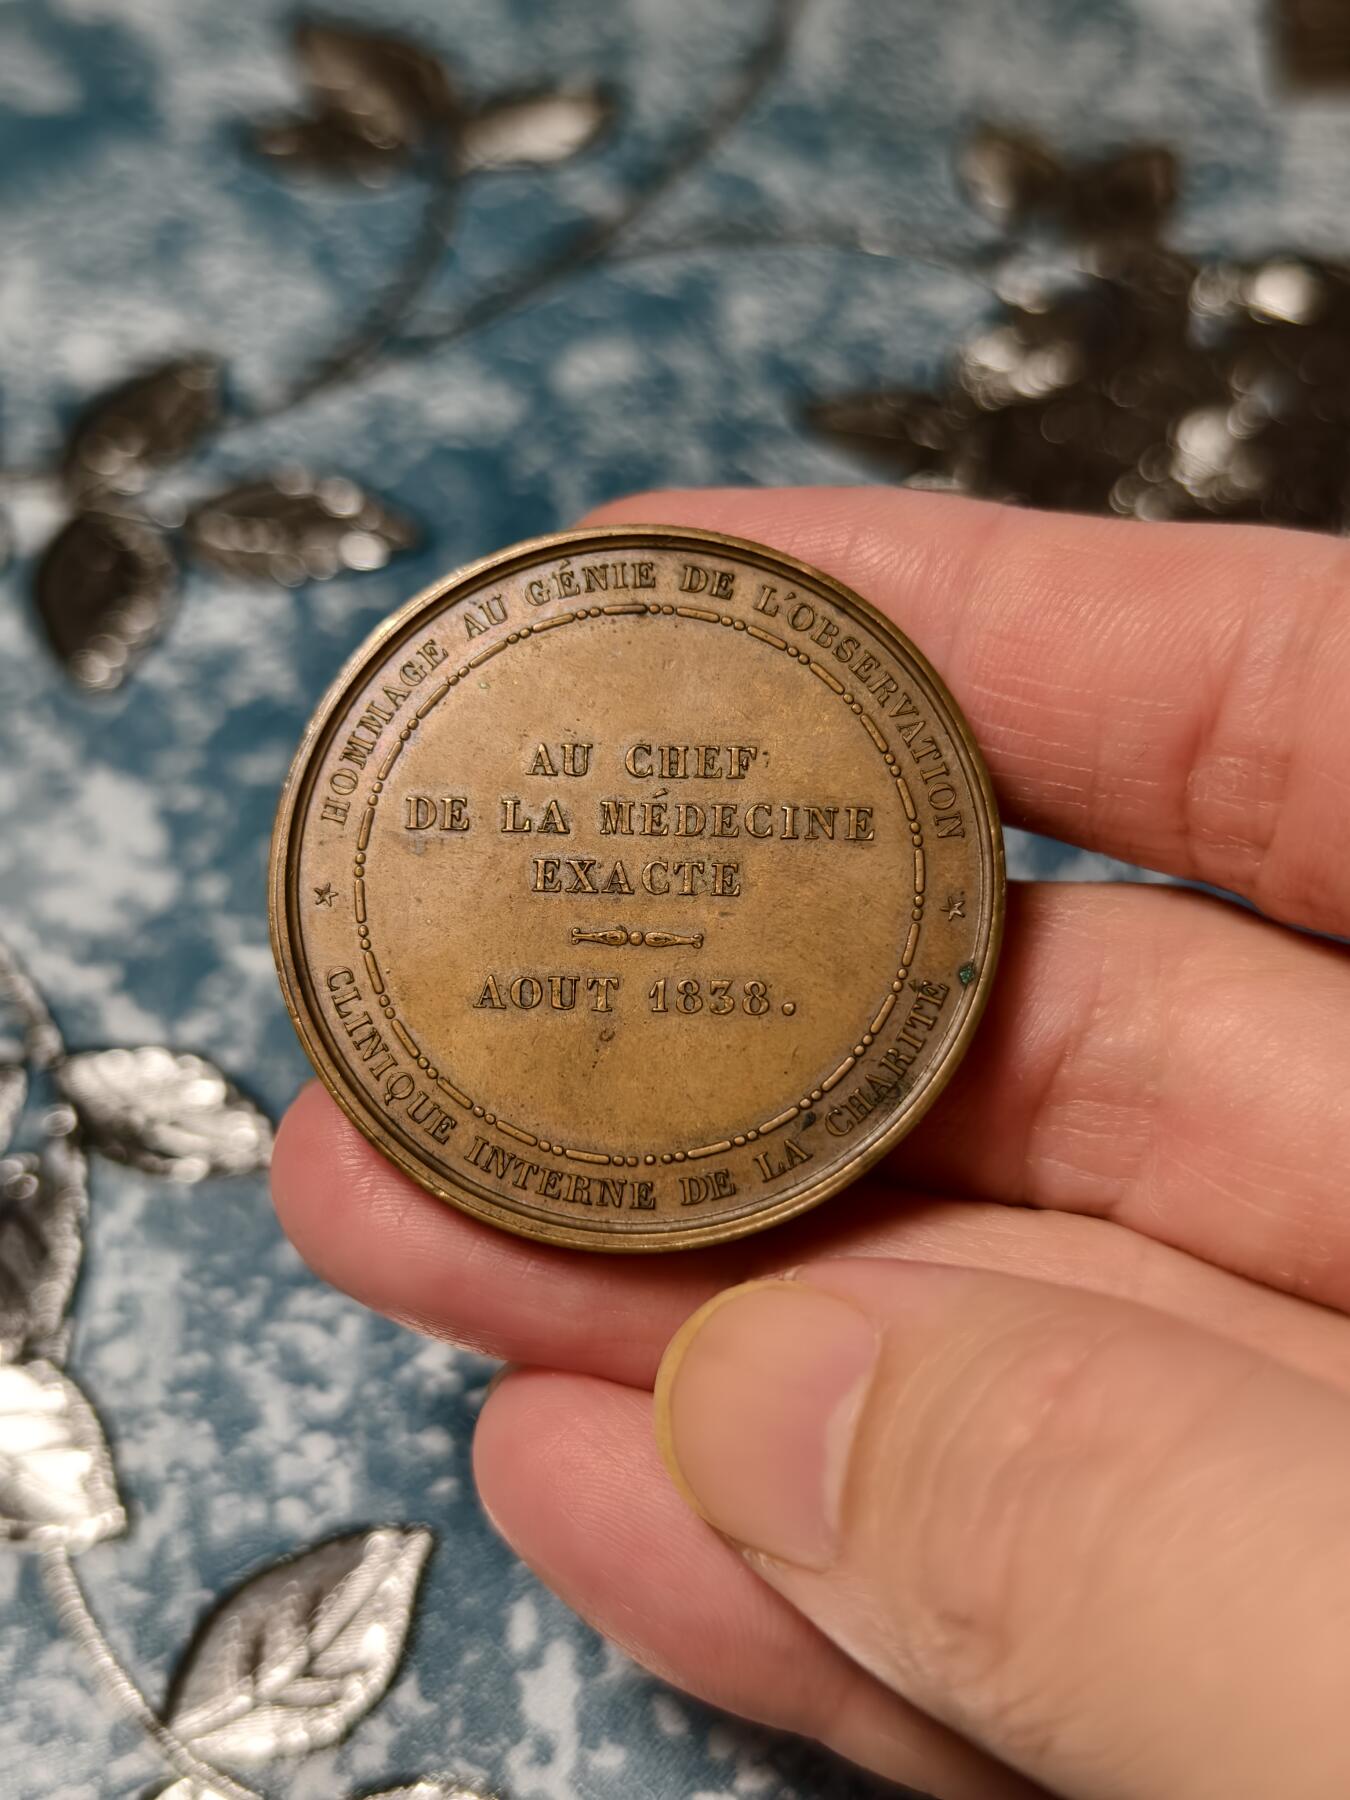 HOMMAGE AU GÉNIE DE L'OBSERVATION
AU CHEF
DE LA MÉDECINE
EXACTE
AOUT 1838.
CLINIQUE INTERNE DE LA CHARITÉ